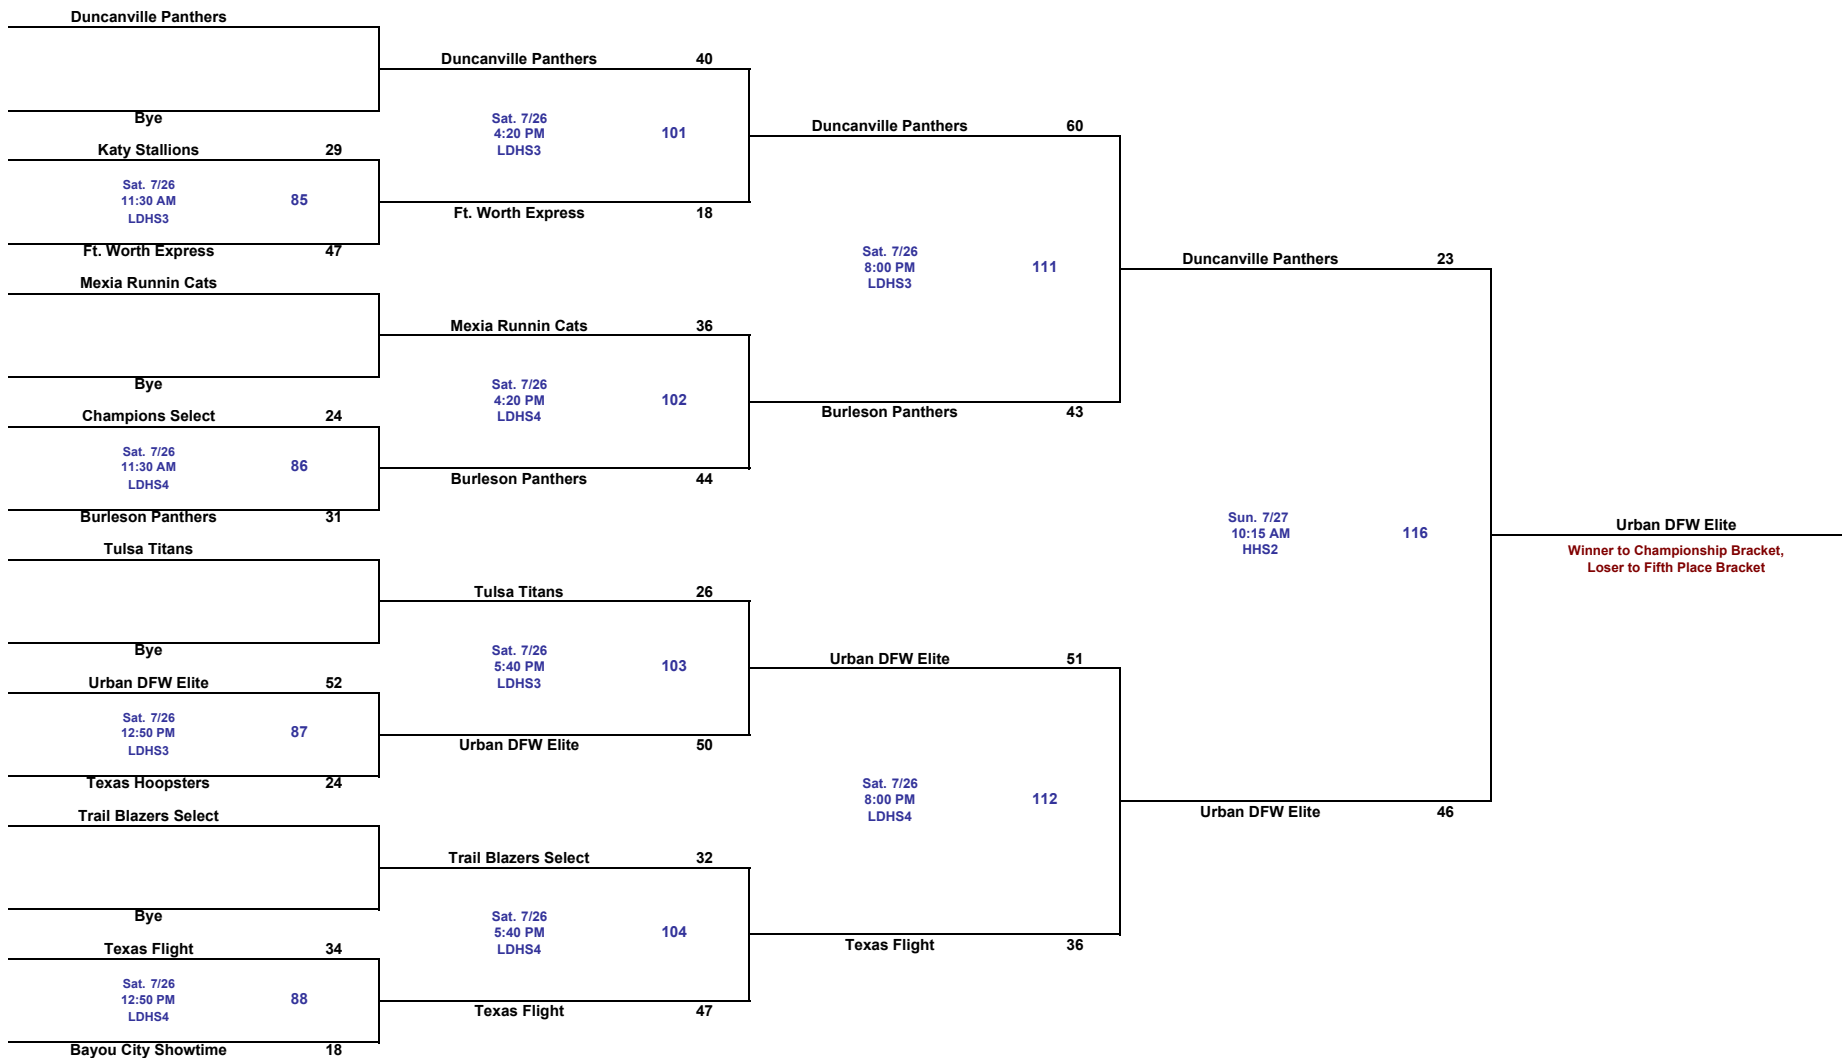 Duncanville Panthers
Bye
Katy Stallions 29
Sat. 7/26
11:30 AM
LDHS3
85
Ft. Worth Express 47
Mexia Runnin Cats
Bye
Champions Select 24
Sat. 7/26
11:30 AM
LDHS4
86
Burleson Panthers 31
Tulsa Titans
Bye
Urban DFW Elite 52
Sat. 7/26
12:50 PM
LDHS3
87
Texas Hoopsters 24
Trail Blazers Select
Bye
Texas Flight 34
Sat. 7/26
12:50 PM
LDHS4
88
Bayou City Showtime 18
Duncanville Panthers 40
Sat. 7/26
4:20 PM
LDHS3
101
Ft. Worth Express 18
Mexia Runnin Cats 36
Sat. 7/26
4:20 PM
LDHS4
102
Burleson Panthers 44
Tulsa Titans 26
Sat. 7/26
5:40 PM
LDHS3
103
Urban DFW Elite 50
Trail Blazers Select 32
Sat. 7/26
5:40 PM
LDHS4
104
Texas Flight 47
Duncanville Panthers 60
Sat. 7/26
8:00 PM
LDHS3
111
Burleson Panthers 43
Urban DFW Elite 51
Sat. 7/26
8:00 PM
LDHS4
112
Texas Flight 36
Duncanville Panthers 23
Sun. 7/27
10:15 AM
HHS2
116
Urban DFW Elite 46
Urban DFW Elite
Winner to Championship Bracket,
Loser to Fifth Place Bracket